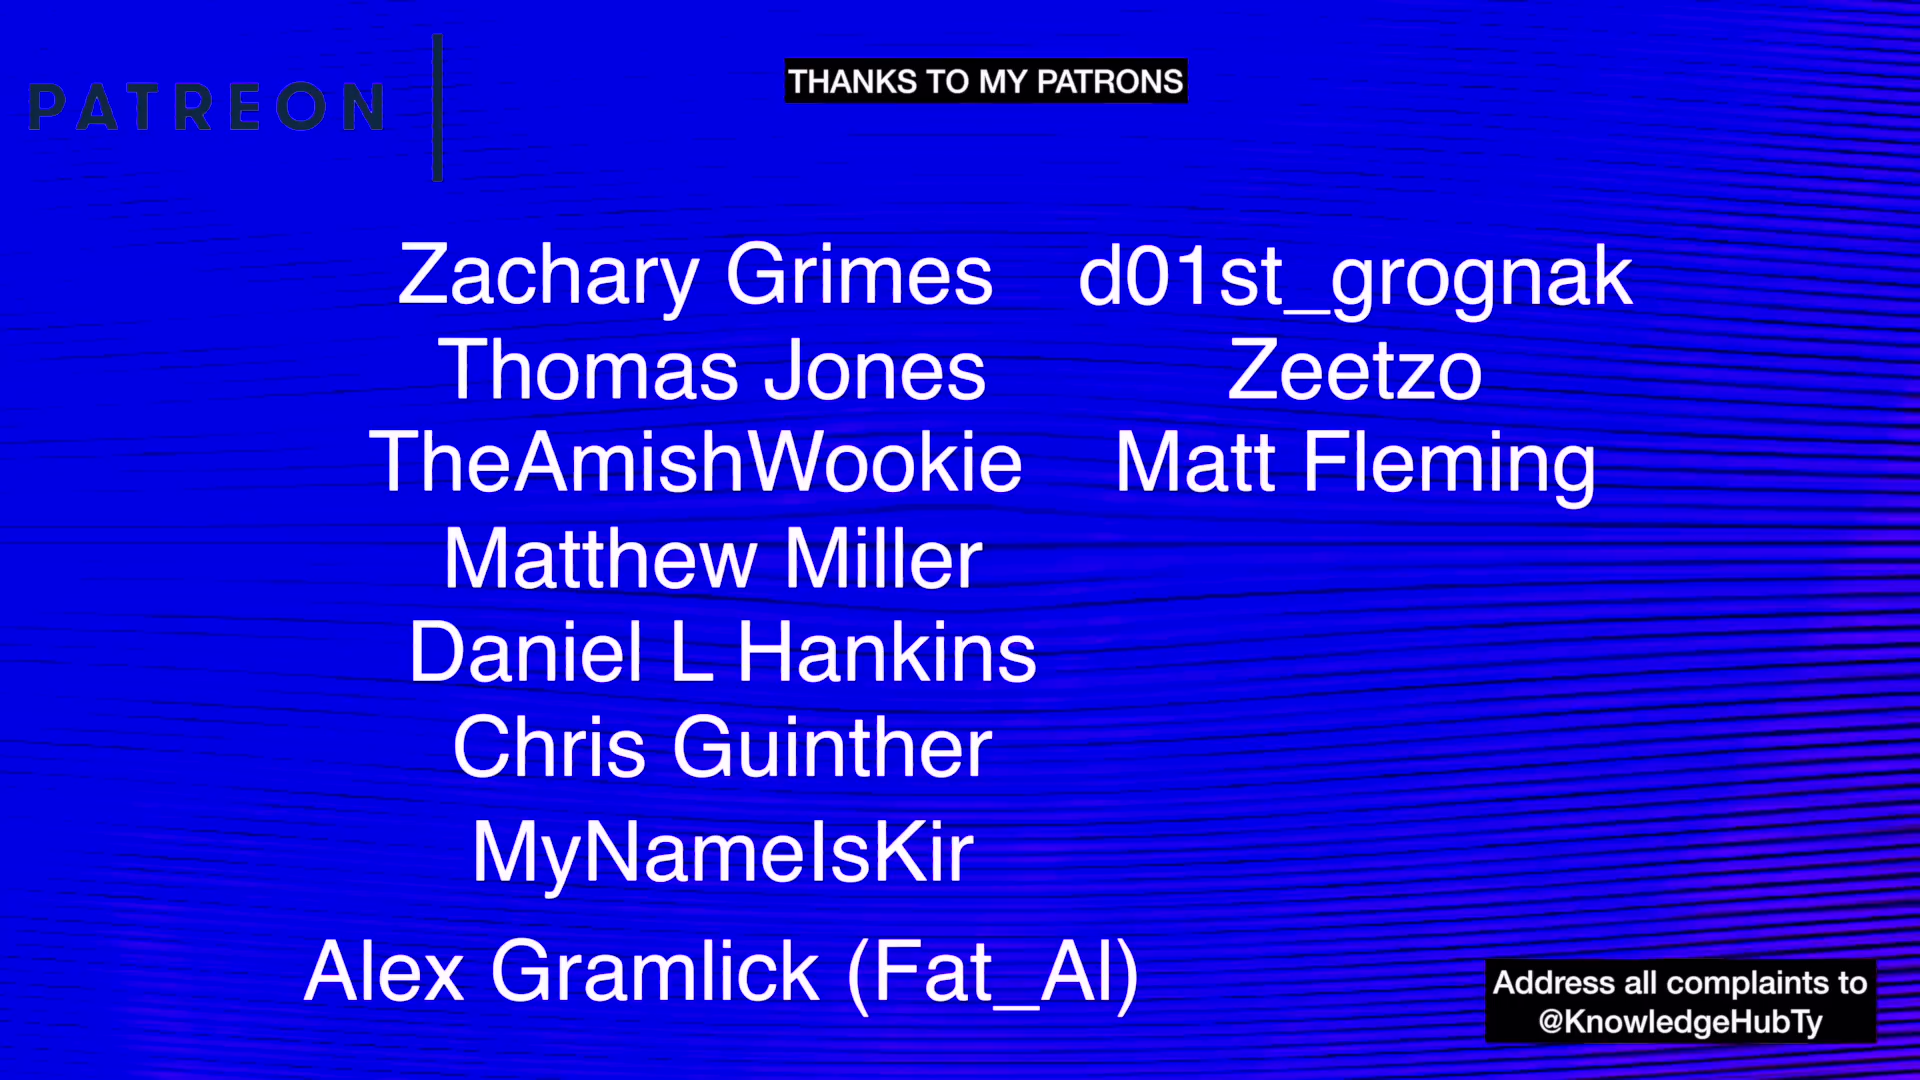 PATREON
THANKS TO MY PATRONS
Zachary Grimes
Thomas Jones
TheAmishWookie
Matthew Miller
Daniel L Hankins
Chris Guinther
MyNameIsKir
Alex Gramlick (Fat_Al)
d01st_grognak
Zeetzo
Matt Fleming
Address all complaints to
@KnowledgeHubTy